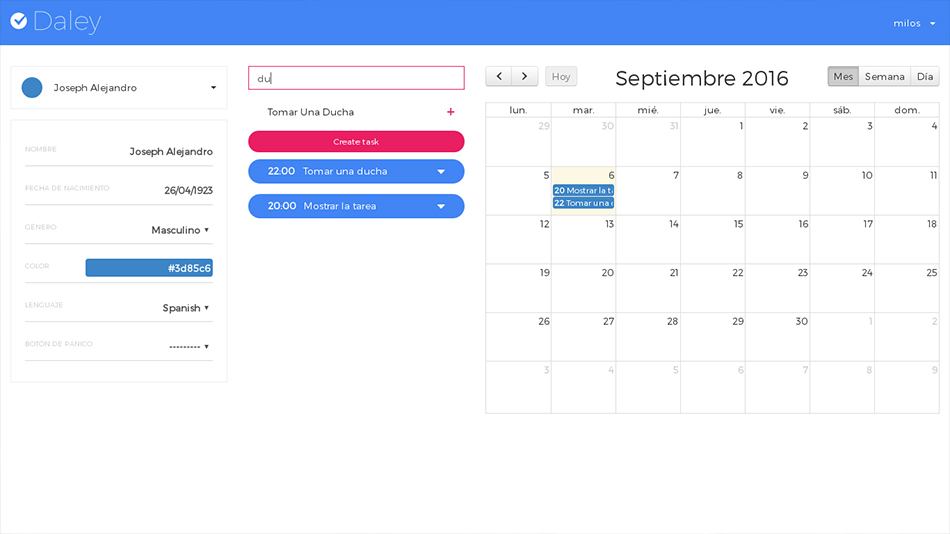 Daley
milos
Joseph Alejandro
NOMBRE Joseph Alejandro
FECHA DE NACIMIENTO 26/04/1923
GENERO Masculino
COLOR #3d85c6
LENGUAJE Spanish
BOTÓN DE PÁNICO ---------
du
Tomar Una Ducha +
Create task
22:00 Tomar una ducha
20:00 Mostrar la tarea
Hoy
Septiembre 2016
Mes Semana Día
lun. mar. mié. jue. vie. sáb. dom.
29 30 31 1 2 3 4
5 6 7 8 9 10 11
20 Mostrar la t
22 Tomar una
12 13 14 15 16 17 18
19 20 21 22 23 24 25
26 27 28 29 30 1 2
3 4 5 6 7 8 9